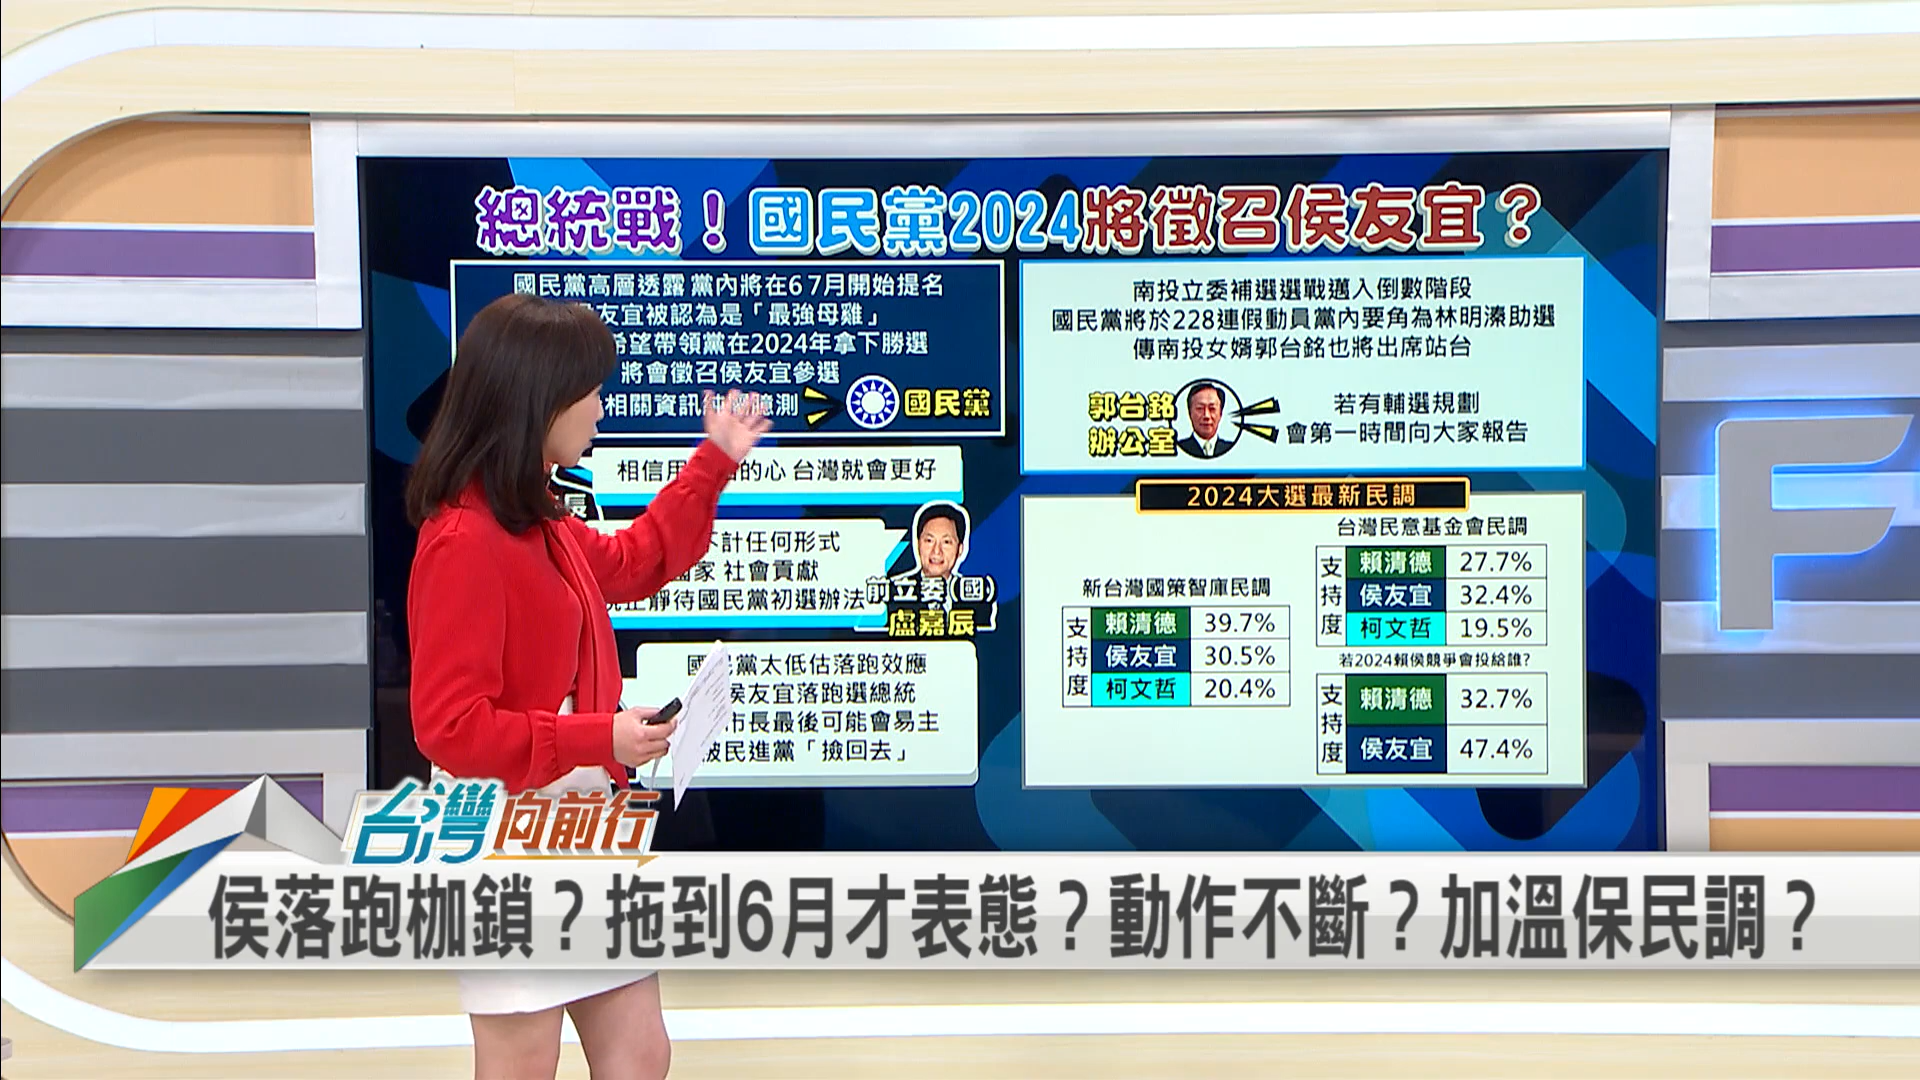 總統戰！國民黨2024將徵召侯友宜？
國民黨高層透露 黨內將在6 7月開始提名
友宜被認為是「最強母雞」
希望帶領黨在2024年拿下勝選
將會徵召侯友宜參選
相關資訊純屬臆測
國民黨
相信用
的心 台灣就會更好
長
不計任何形式
國家 社會貢獻
靜待國民黨初選辦法
前立委(國)
盧嘉辰
國民黨太低估落跑效應
侯友宜落跑選總統
市長最後可能會易主
被民進黨「撿回去」
南投立委補選選戰邁入倒數階段
國民黨將於228連假動員黨內要角為林明溱助選
傳南投女婿郭台銘也將出席站台
郭台銘
辦公室
若有輔選規劃
會第一時間向大家報告
2024大選最新民調
新台灣國策智庫民調
支持度
賴清德 39.7%
侯友宜 30.5%
柯文哲 20.4%
台灣民意基金會民調
支持度
賴清德 27.7%
侯友宜 32.4%
柯文哲 19.5%
若2024賴侯競爭會投給誰?
支持度
賴清德 32.7%
侯友宜 47.4%
F
台灣向前行
侯落跑枷鎖？拖到6月才表態？動作不斷？加溫保民調？